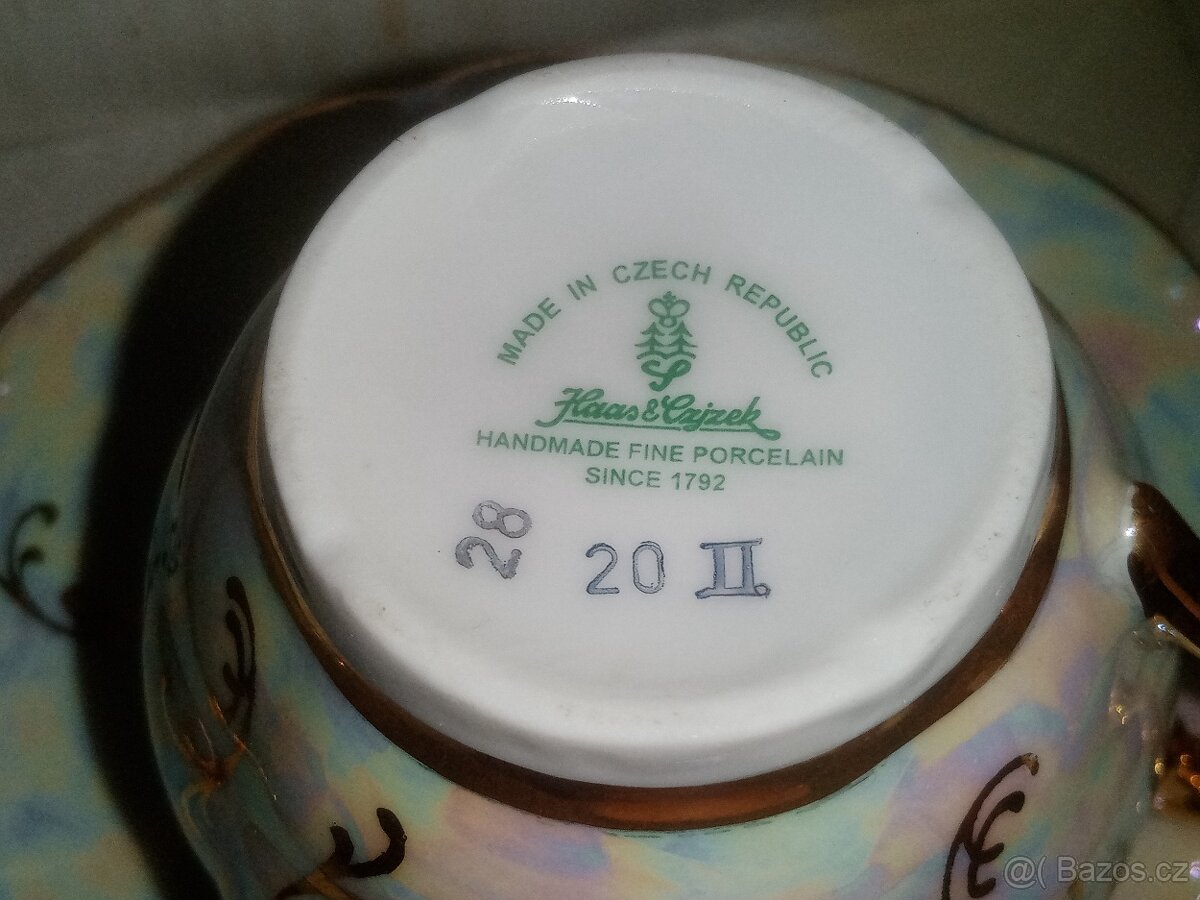 MADE IN CZECH REPUBLIC
Haas & Czjzek
HANDMADE FINE PORCELAIN
SINCE 1792
28
20 II.
@( Bazos.cz